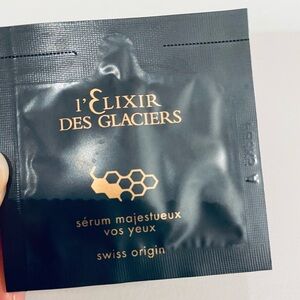 l'Elixir
DES GLACIERS
sérum majestueux
vos yeux
swiss origin